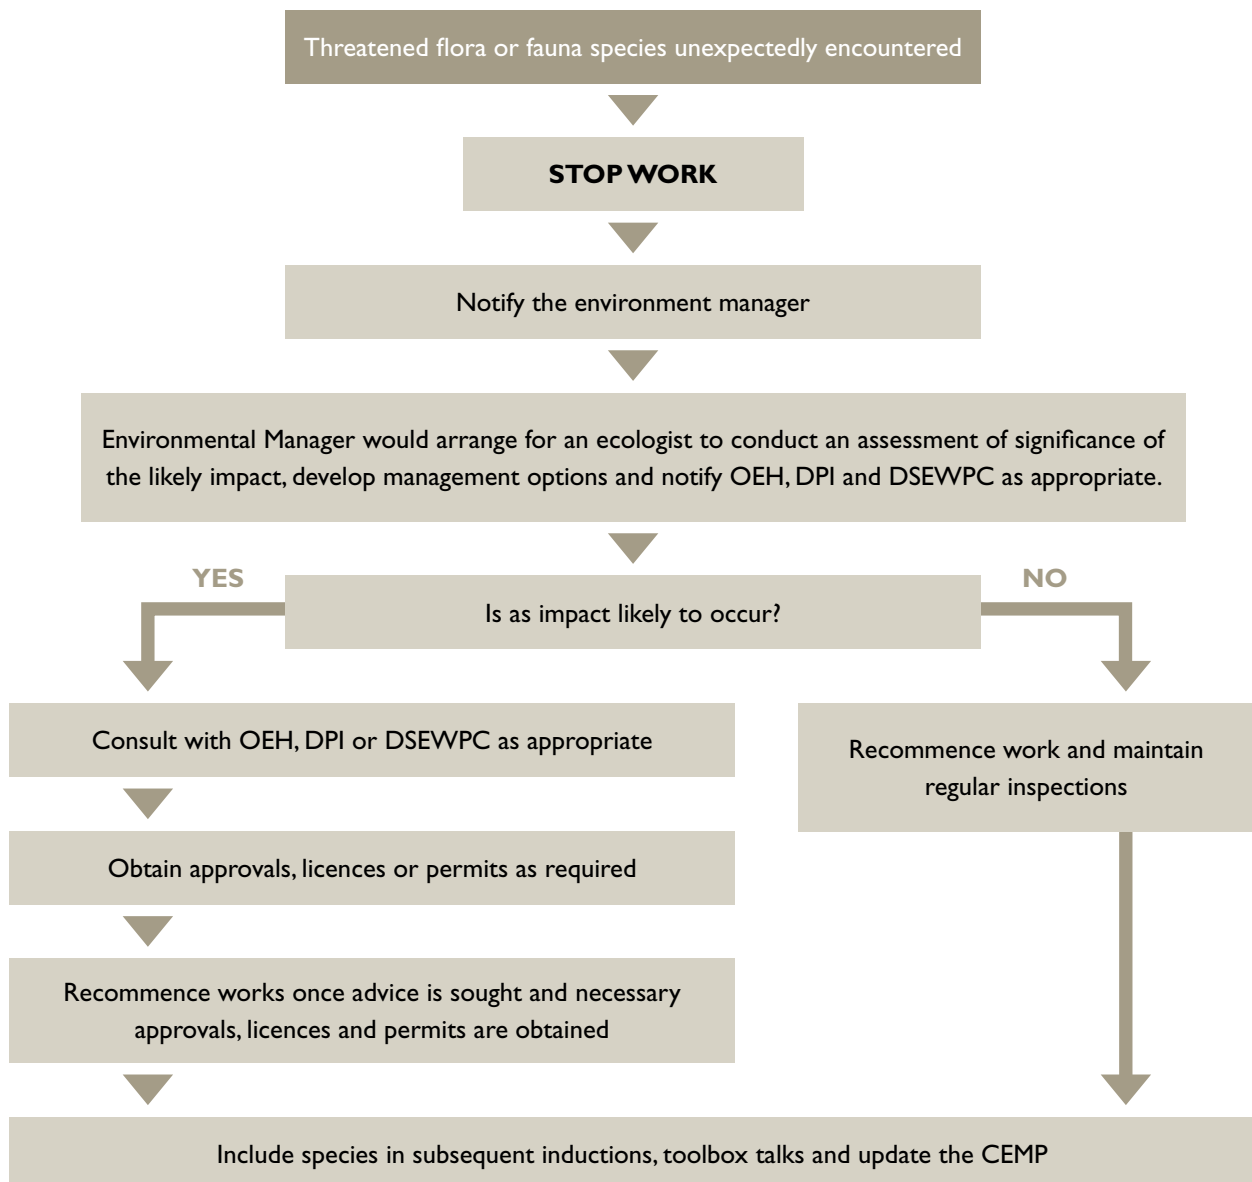 Threatened flora or fauna species unexpectedly encountered
STOP WORK
Notify the environment manager
Environmental Manager would arrange for an ecologist to conduct an assessment of significance of
the likely impact, develop management options and notify OEH, DPI and DSEWPC as appropriate.
YES
NO
Is as impact likely to occur?
Consult with OEH, DPI or DSEWPC as appropriate
Obtain approvals, licences or permits as required
Recommence works once advice is sought and necessary
approvals, licences and permits are obtained
Recommence work and maintain
regular inspections
Include species in subsequent inductions, toolbox talks and update the CEMP